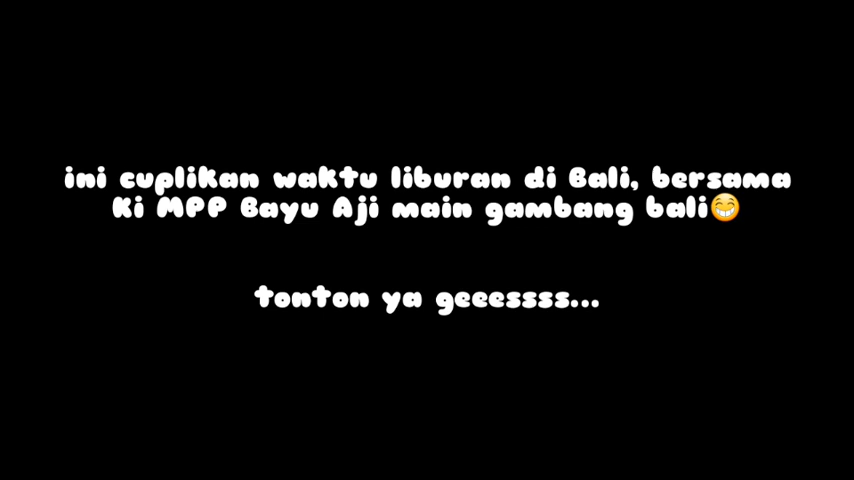 ini cuplikan waktu liburan di Bali, bersama
Ki MPP Bayu Aji main gambang bali😁
tonton ya geeessss...